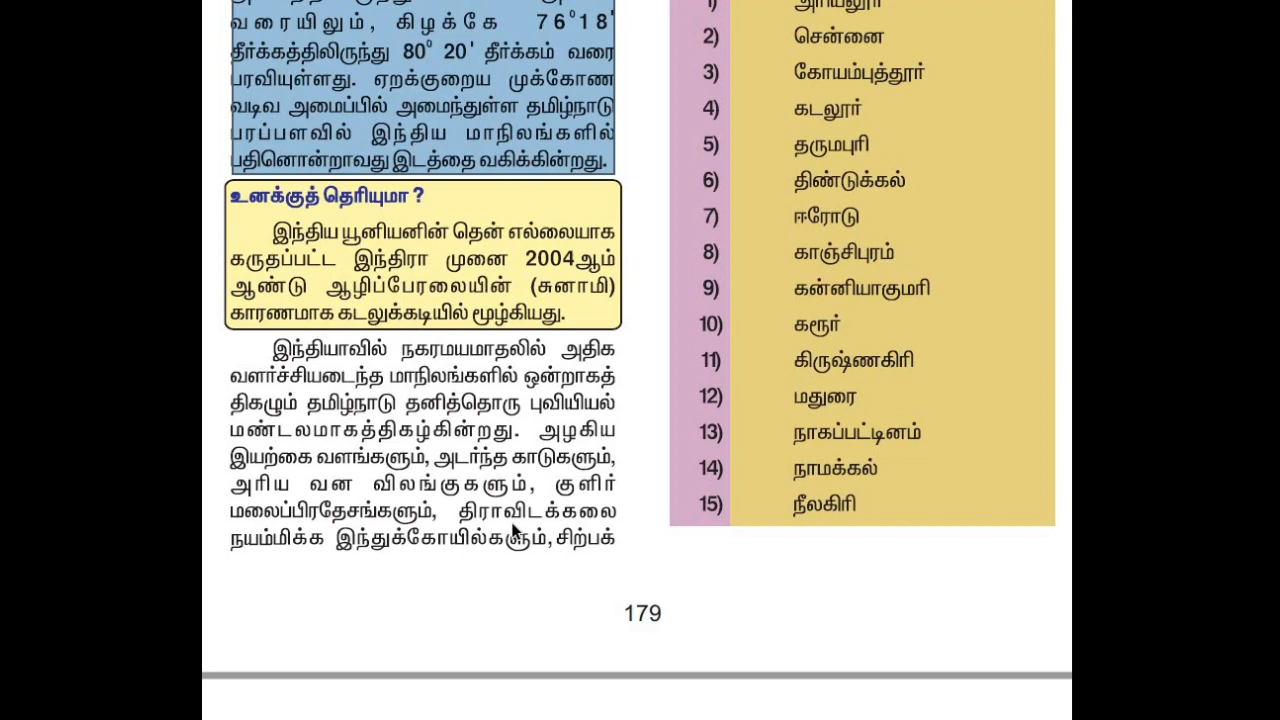 வரையிலும், கிழக்கே 76°18'
தீர்க்கத்திலிருந்து 80° 20' தீர்க்கம் வரை
பரவியுள்ளது. ஏறக்குறைய முக்கோண
வடிவ அமைப்பில் அமைந்துள்ள தமிழ்நாடு
பரப்பளவில் இந்திய மாநிலங்களில்
பதினொன்றாவது இடத்தை வகிக்கின்றது.
உனக்குத் தெரியுமா ?
இந்திய யூனியனின் தென் எல்லையாக
கருதப்பட்ட இந்திரா முனை 2004ஆம்
ஆண்டு ஆழிப்பேரலையின் (சுனாமி)
காரணமாக கடலுக்கடியில் மூழ்கியது.
இந்தியாவில் நகரமயமாதலில் அதிக
வளர்ச்சியடைந்த மாநிலங்களில் ஒன்றாகத்
திகழும் தமிழ்நாடு தனித்தொரு புவியியல்
மண்டலமாகத்திகழ்கின்றது. அழகிய
இயற்கை வளங்களும், அடர்ந்த காடுகளும்,
அரிய வன விலங்குகளும், குளிர்
மலைப்பிரதேசங்களும், திராவிடக்கலை
நயம்மிக்க இந்துக்கோயில்களும், சிற்பக்
1) அரியலூர்
2) சென்னை
3) கோயம்புத்தூர்
4) கடலூர்
5) தருமபுரி
6) திண்டுக்கல்
7) ஈரோடு
8) காஞ்சிபுரம்
9) கன்னியாகுமரி
10) கரூர்
11) கிருஷ்ணகிரி
12) மதுரை
13) நாகப்பட்டினம்
14) நாமக்கல்
15) நீலகிரி
179